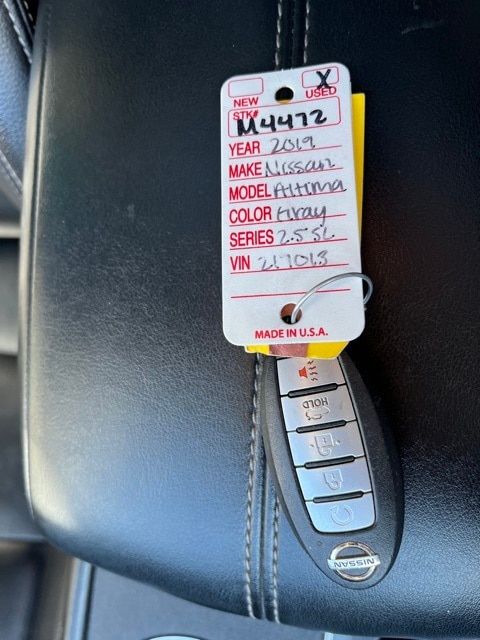 X
NEW USED
STK# M4472
YEAR 2019
MAKE Nissan
MODEL Altima
COLOR Gray
SERIES 2.5 SL
VIN 217013
MADE IN U.S.A.
HOLD
NISSAN